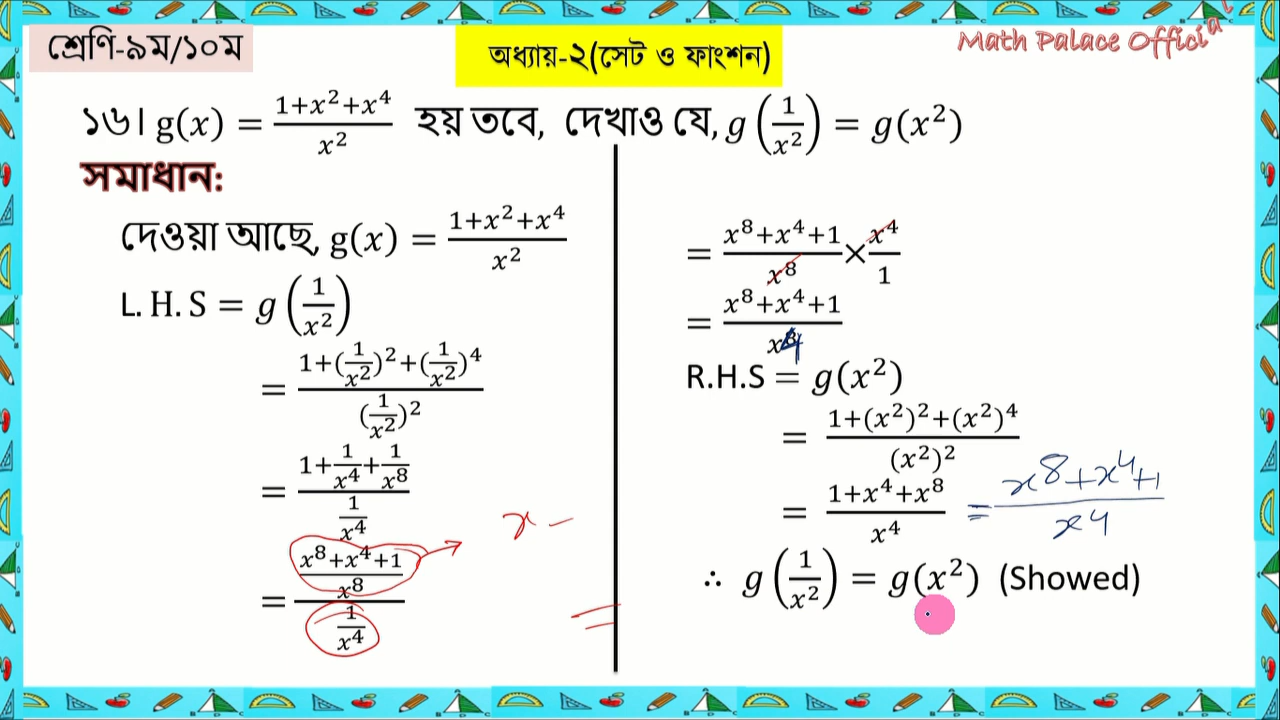 শ্রেণি-৯ম/১০ম
অধ্যায়-২(সেট ও ফাংশন)
Math Palace Official
১৬। g(x) = (1+x²+x⁴)/x² হয় তবে, দেখাও যে, g(1/x²) = g(x²)
সমাধান:
দেওয়া আছে, g(x) = (1+x²+x⁴)/x²
L. H. S = g(1/x²)
= (1+(1/x²)²+(1/x²)⁴)/(1/x²)²
= (1+1/x⁴+1/x⁸)/(1/x⁴)
= ((x⁸+x⁴+1)/x⁸)/(1/x⁴)
x –
=
= (x⁸+x⁴+1)/x⁸ × x⁴/1
= (x⁸+x⁴+1)/x⁴
R.H.S = g(x²)
= (1+(x²)²+(x²)⁴)/(x²)²
= (1+x⁴+x⁸)/x⁴ = (x⁸+x⁴+1)/x⁴
∴ g(1/x²) = g(x²) (Showed)